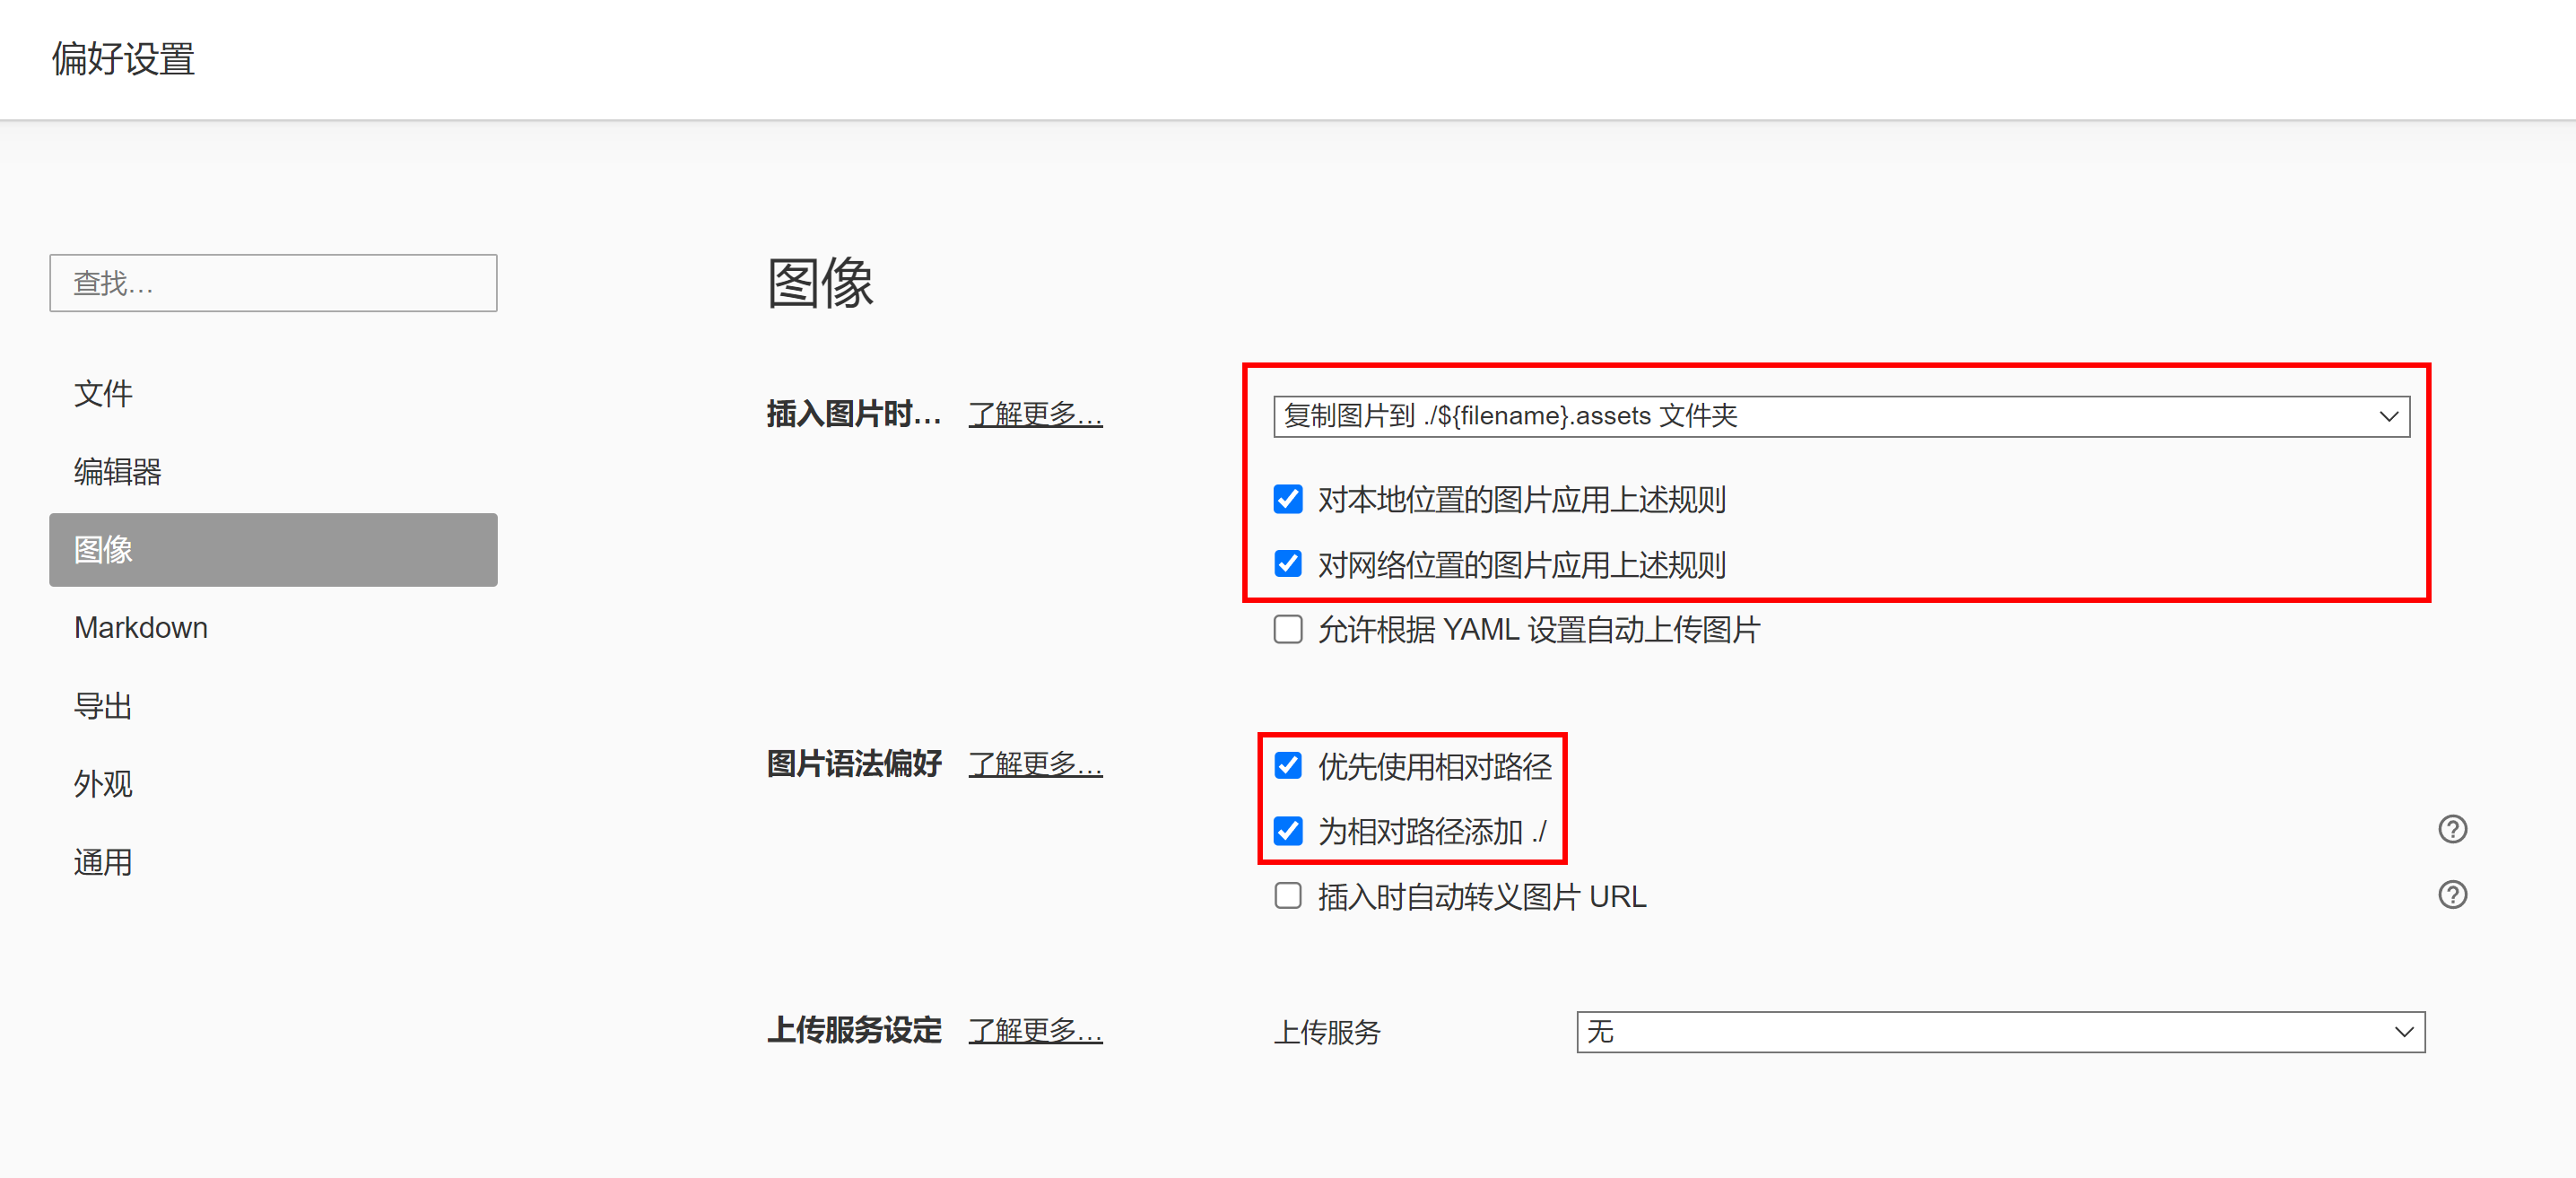 偏好设置
查找…
文件
编辑器
图像
Markdown
导出
外观
通用
图像
插入图片时… 了解更多…
复制图片到 ./${filename}.assets 文件夹
对本地位置的图片应用上述规则
对网络位置的图片应用上述规则
允许根据 YAML 设置自动上传图片
图片语法偏好 了解更多…
优先使用相对路径
为相对路径添加 ./
插入时自动转义图片 URL
上传服务设定 了解更多…
上传服务 无